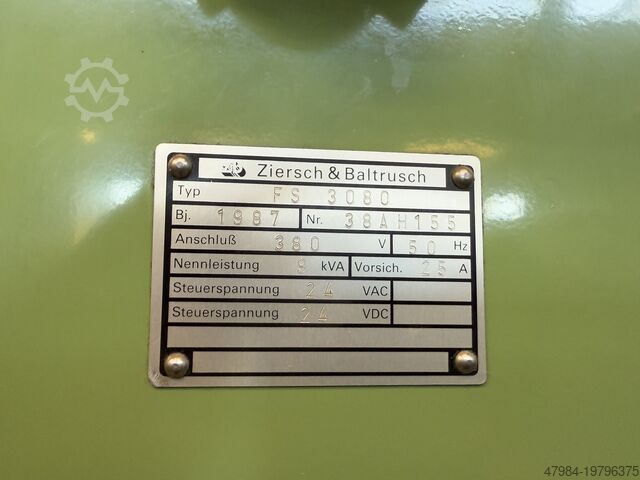 Ziersch & Baltrusch
Typ FS 3080
Bj. 1987 Nr. 38AH155
Anschluß 380 V 50 Hz
Nennleistung 9 kVA Vorsich. 25 A
Steuerspannung 24 VAC
Steuerspannung 24 VDC
47984-19796375